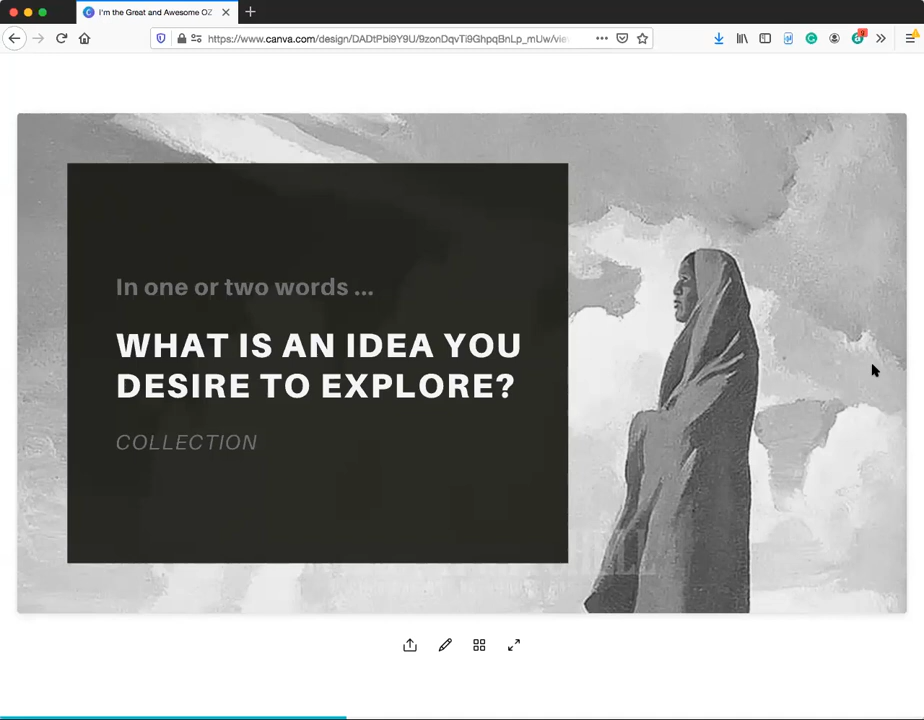 I'm the Great and Awesome OZ
https://www.canva.com/design/DADtPbi9Y9U/9zonDqvTi9GhpqBnLp_mUw/vie
9
In one or two words ...
WHAT IS AN IDEA YOU
DESIRE TO EXPLORE?
COLLECTION